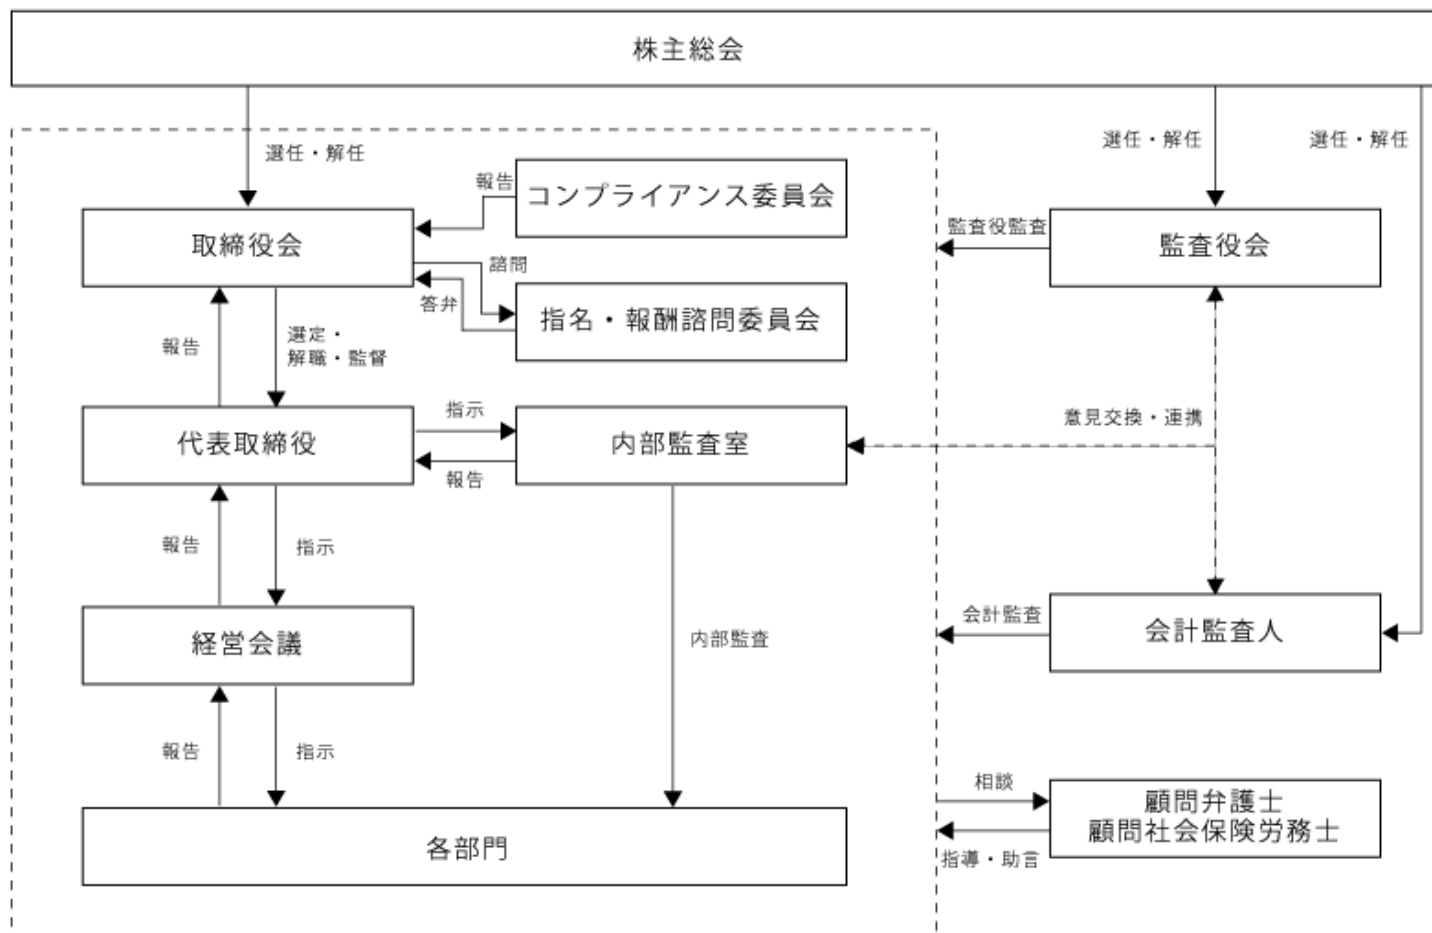 株主総会
選任・解任
選任・解任
選任・解任
報告
コンプライアンス委員会
取締役会
監査役監査
監査役会
諮問
答弁
指名・報酬諮問委員会
報告
選定・
解職・監督
代表取締役
指示
報告
内部監査室
意見交換・連携
報告
指示
経営会議
内部監査
会計監査
会計監査人
報告
指示
各部門
相談
指導・助言
顧問弁護士
顧問社会保険労務士